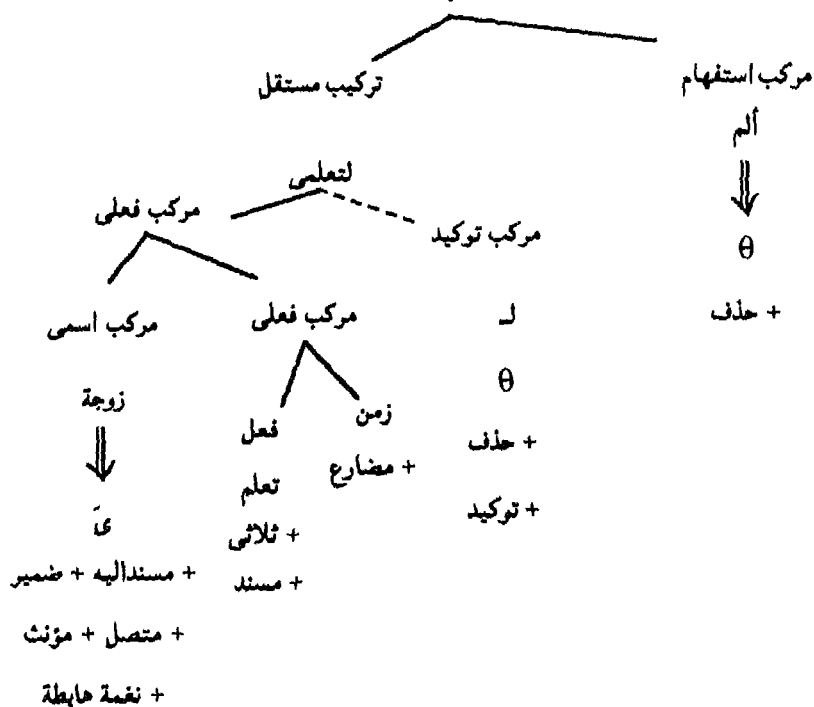 مركب استفهام
تركيب مستقل
ألم
لتعلمى
مركب فعلى
مركب توكيد
θ
+ حذف
لـ
مركب فعلى
مركب اسمى
θ
زوجة
زمن
فعل
+ حذف
+ مضارع
تعلم
+ توكيد
ىَ
+ ثلاثى
+ مسنداليه + ضمير
+ مسند
+ متصل + مؤنث
+ نغمة هابطة